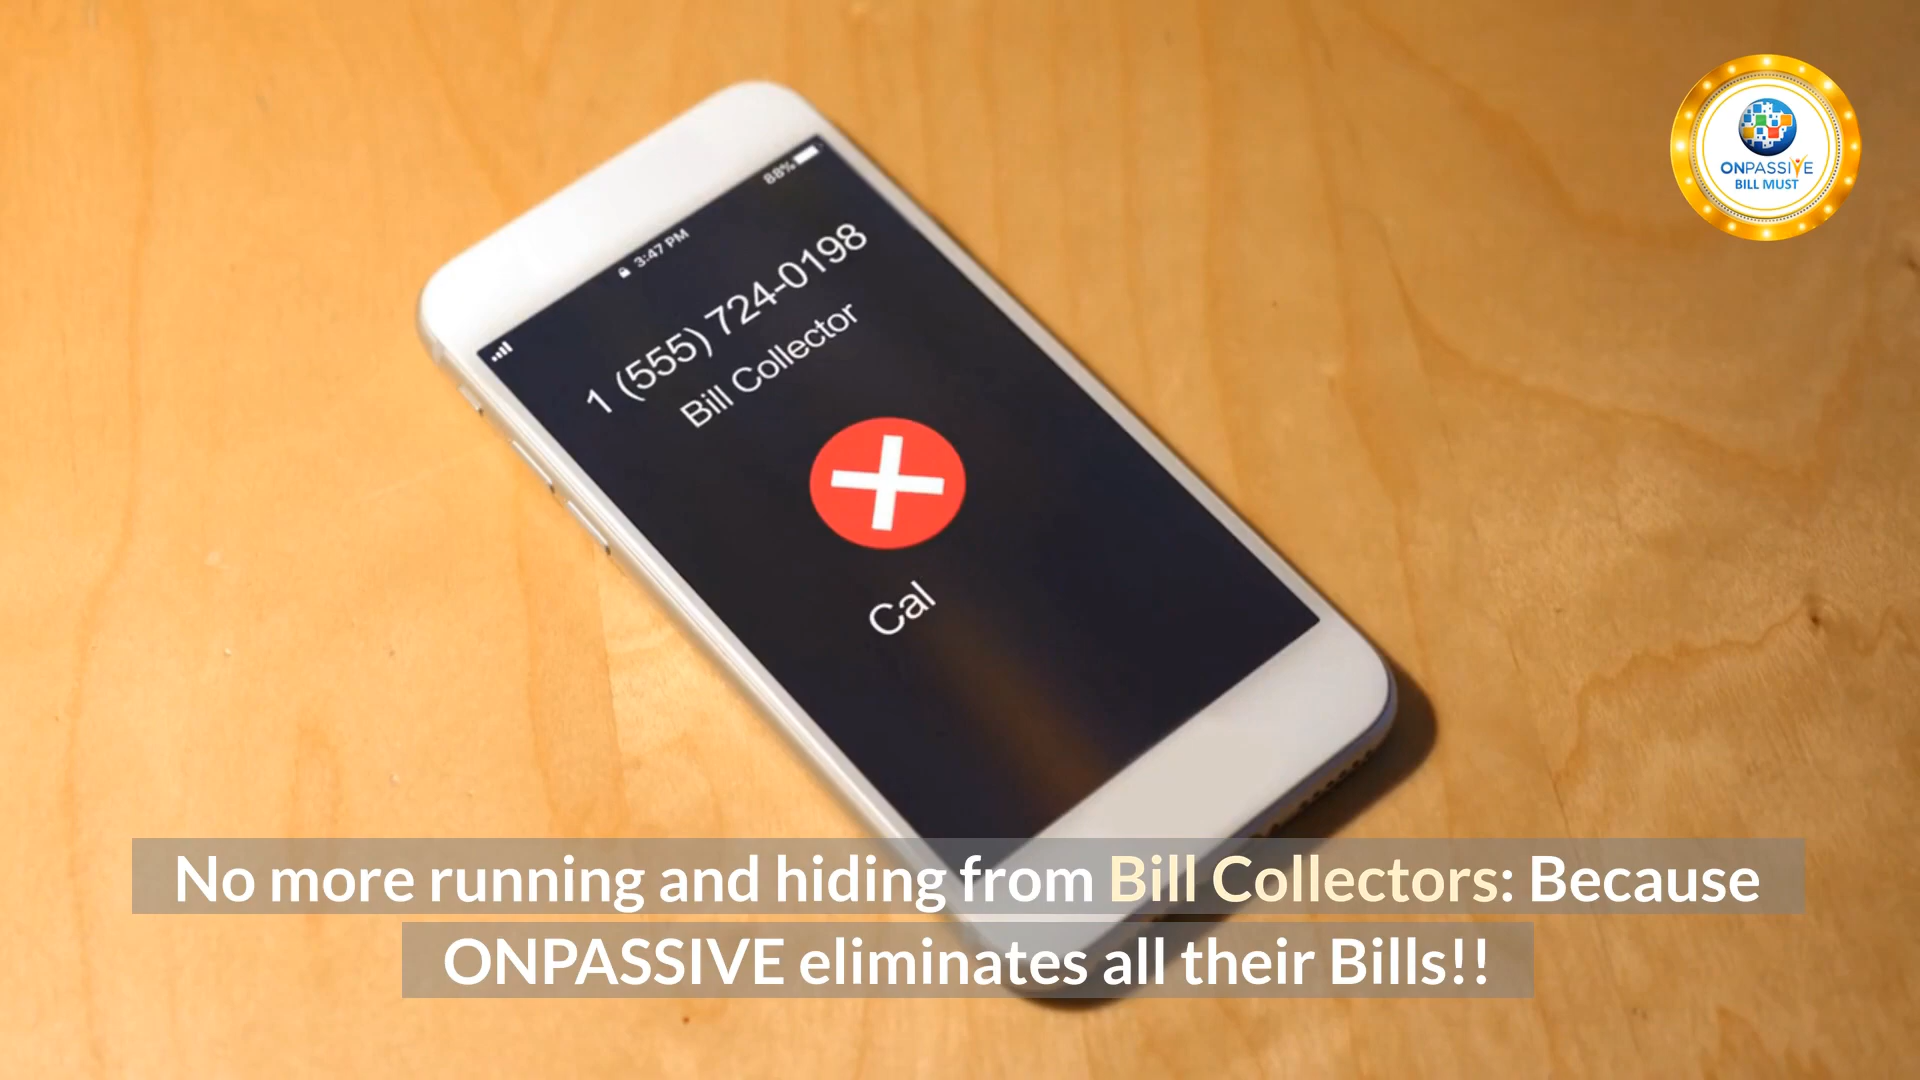 ONPASSIVE
BILL MUST
88%
3:47 PM
1 (555) 724-0198
Bill Collector
Cal
No more running and hiding from Bill Collectors: Because
ONPASSIVE eliminates all their Bills!!